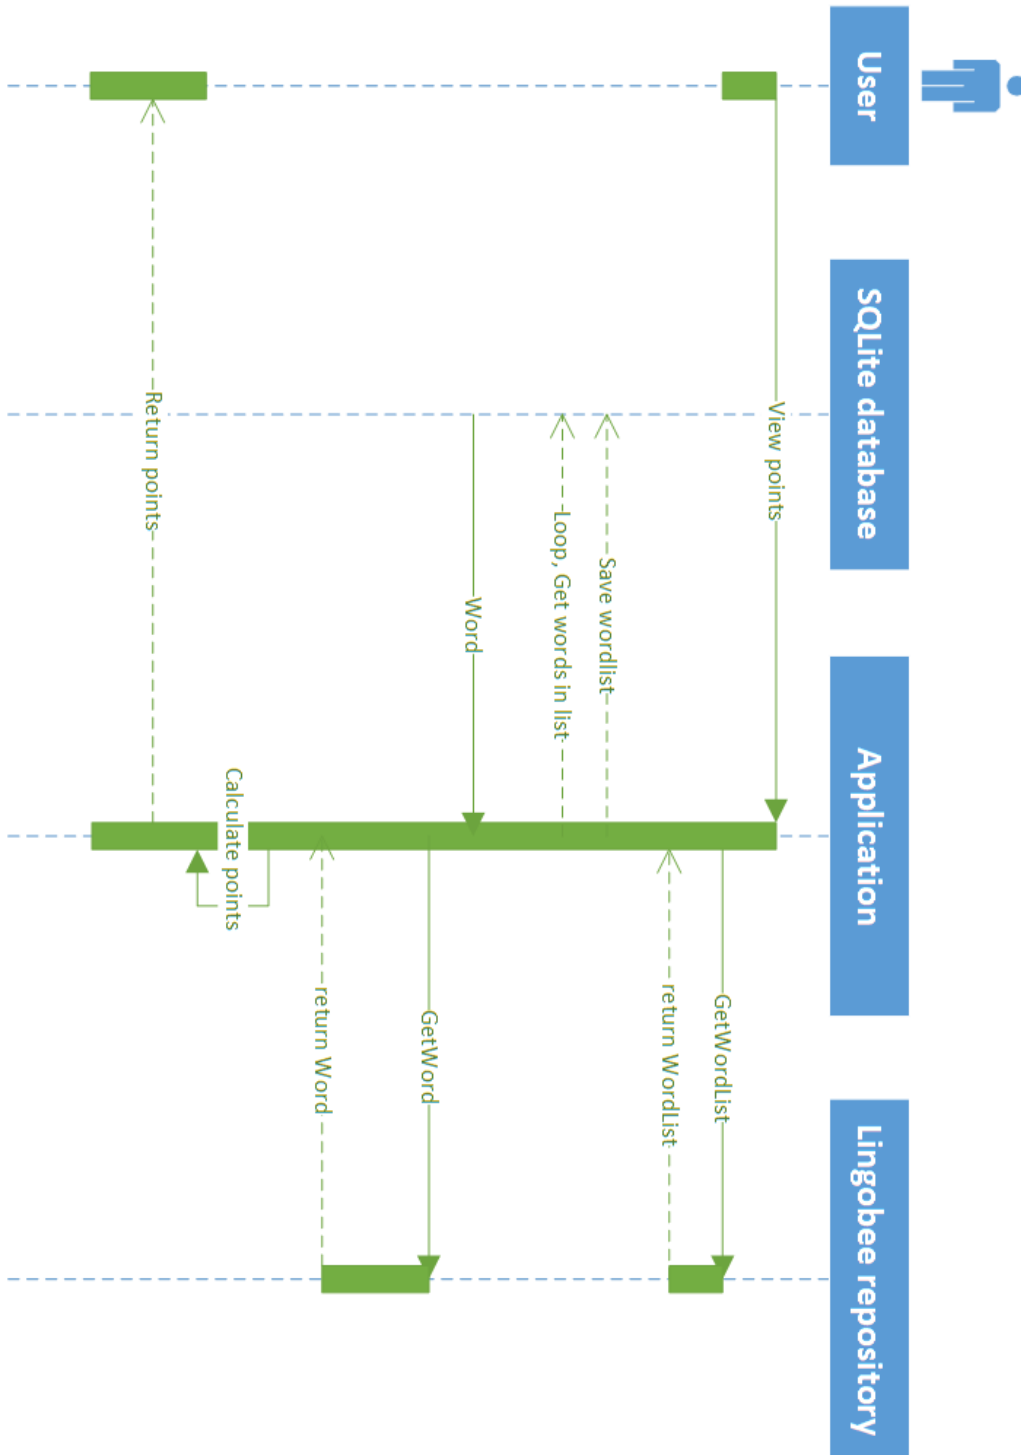 User
SQLite database
Application
Lingobee repository
View points
GetWordList
return WordList
Save wordlist
Loop, Get words in list
Word
GetWord
return Word
Calculate points
Return points